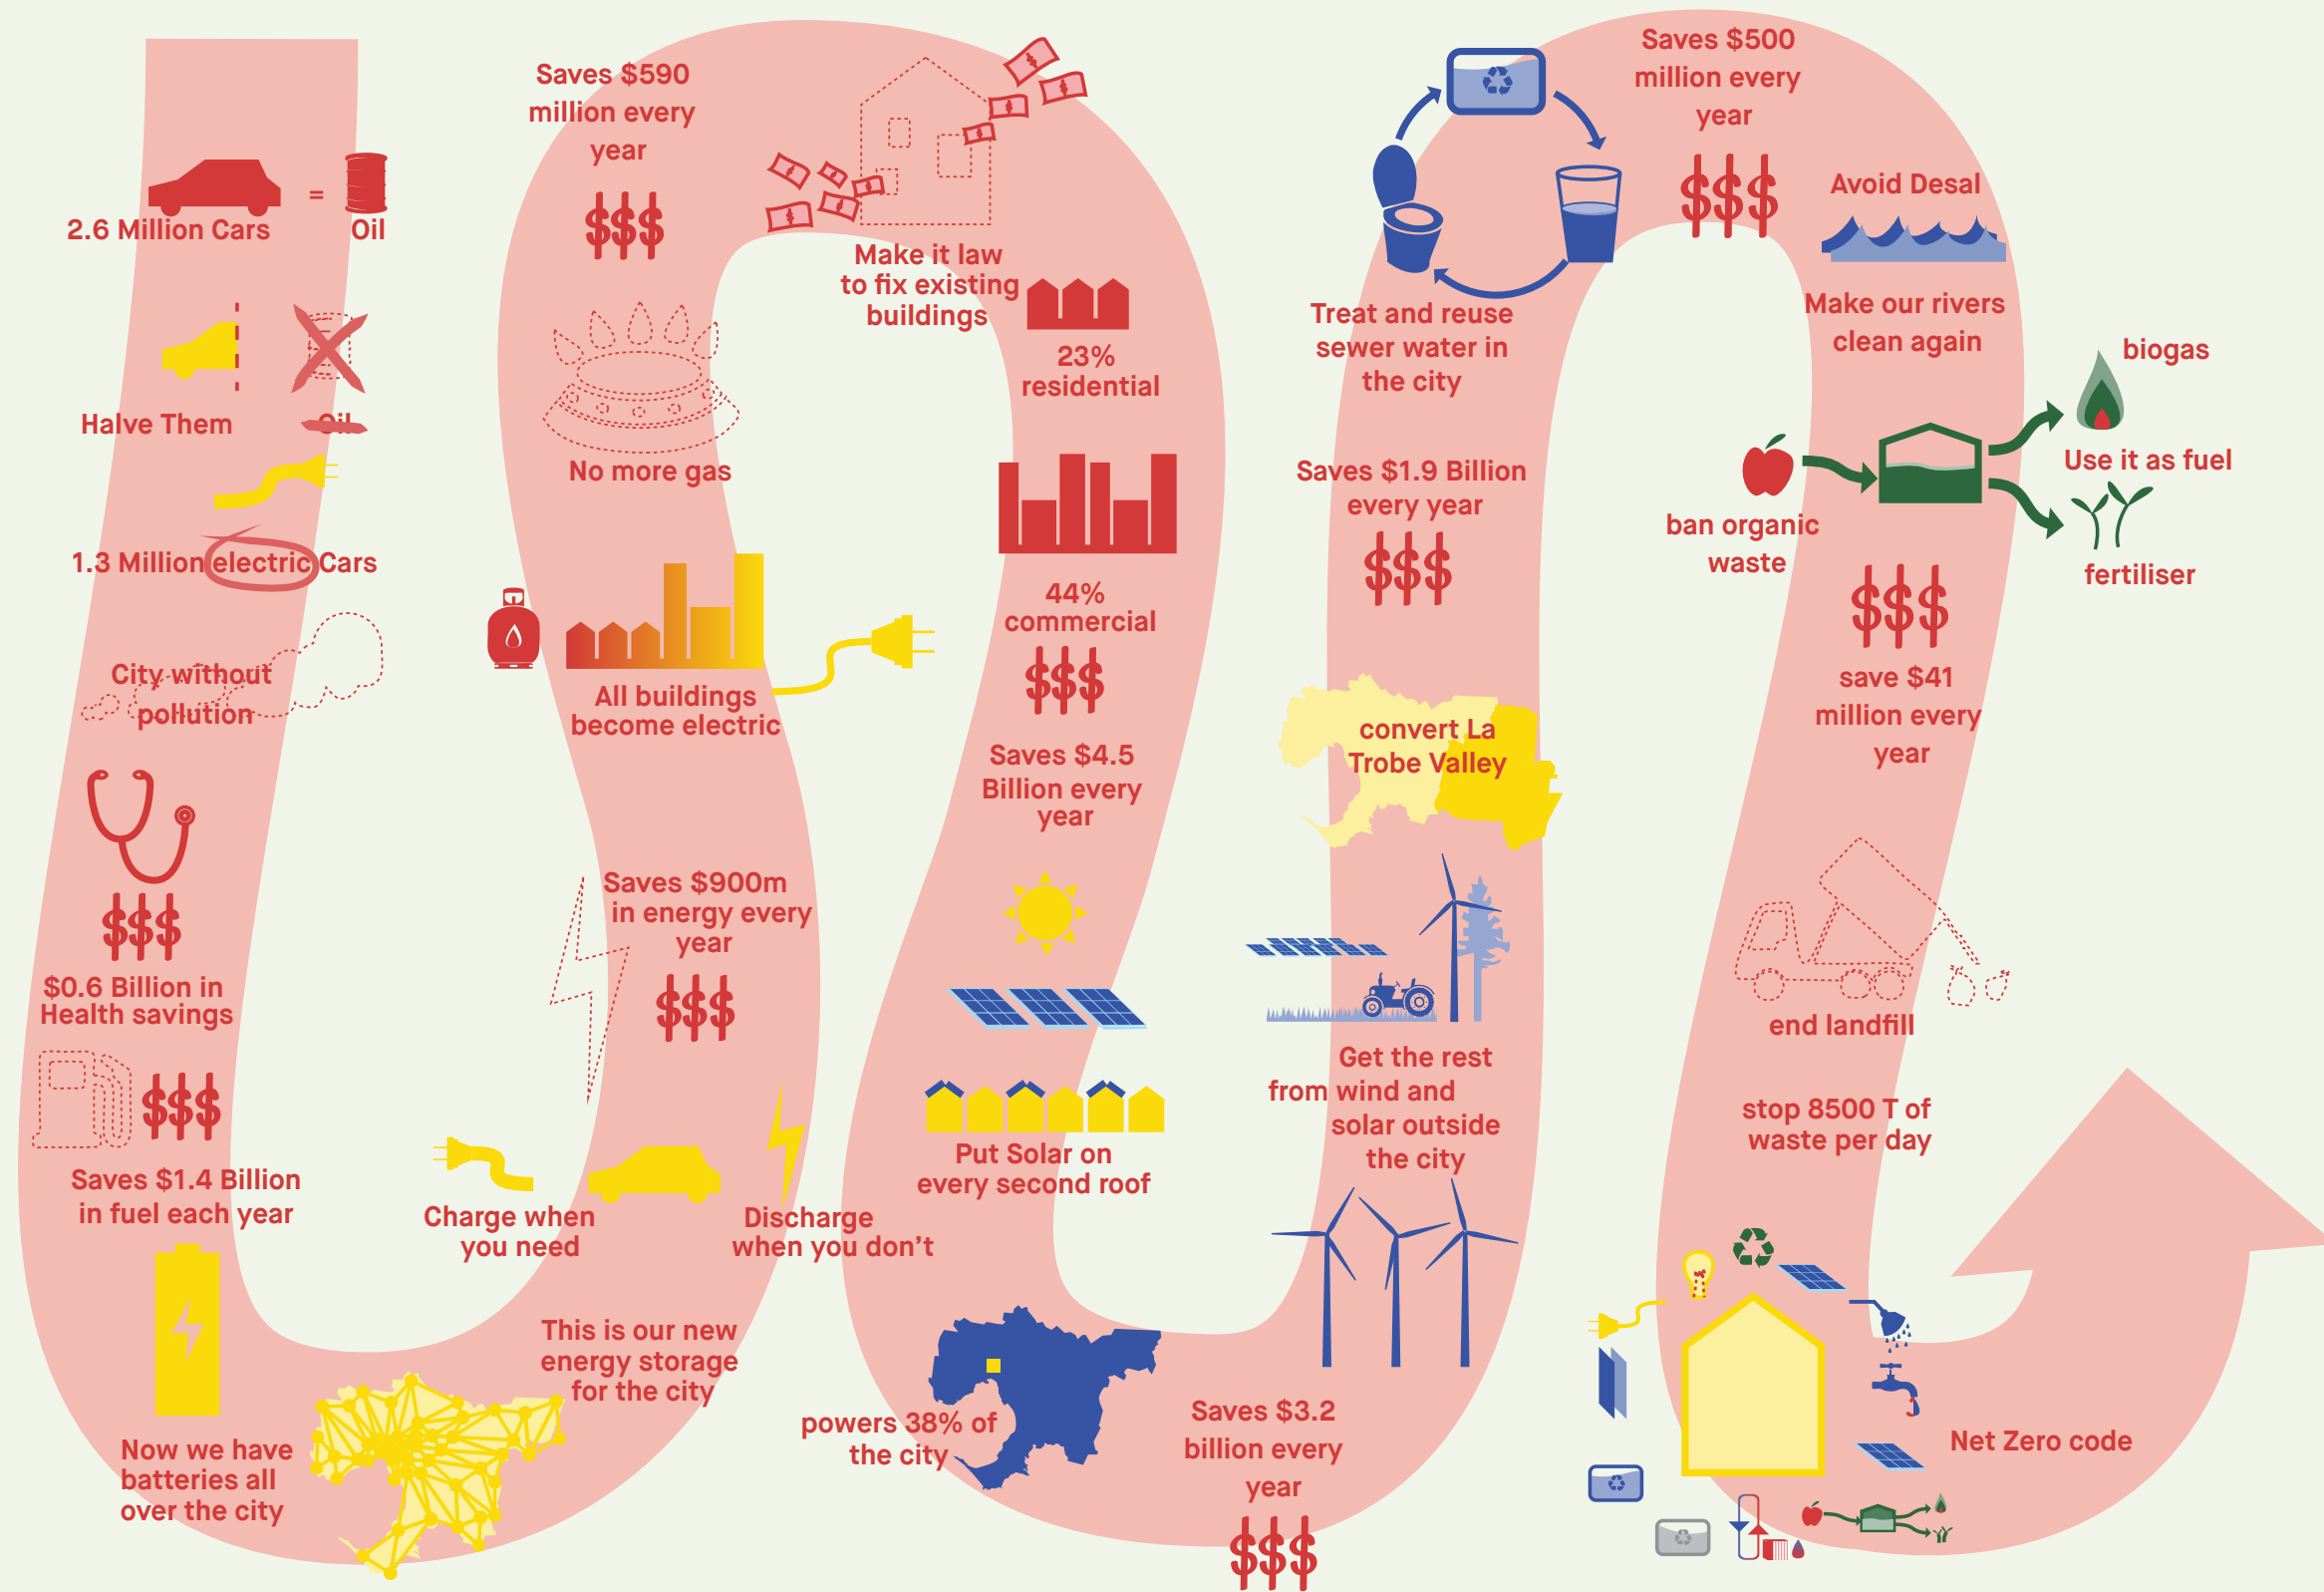 2.6 Million Cars
=
Oil
Halve Them
Oil
1.3 Million electric Cars
City without
pollution
$$$
$0.6 Billion in
Health savings
$$$
Saves $1.4 Billion
in fuel each year
Now we have
batteries all
over the city
This is our new
energy storage
for the city
Charge when
you need
Discharge
when you don't
Saves $900m
in energy every
year
$$$
All buildings
become electric
No more gas
Saves $590
million every
year
$$$
Make it law
to fix existing
buildings
23%
residential
44%
commercial
$$$
Saves $4.5
Billion every
year
Put Solar on
every second roof
powers 38% of
the city
Saves $3.2
billion every
year
$$$
Get the rest
from wind and
solar outside
the city
convert La
Trobe Valley
Saves $1.9 Billion
every year
$$$
Treat and reuse
sewer water in
the city
Saves $500
million every
year
$$$
Avoid Desal
Make our rivers
clean again
ban organic
waste
biogas
Use it as fuel
fertiliser
$$$
save $41
million every
year
end landfill
stop 8500 T of
waste per day
Net Zero code